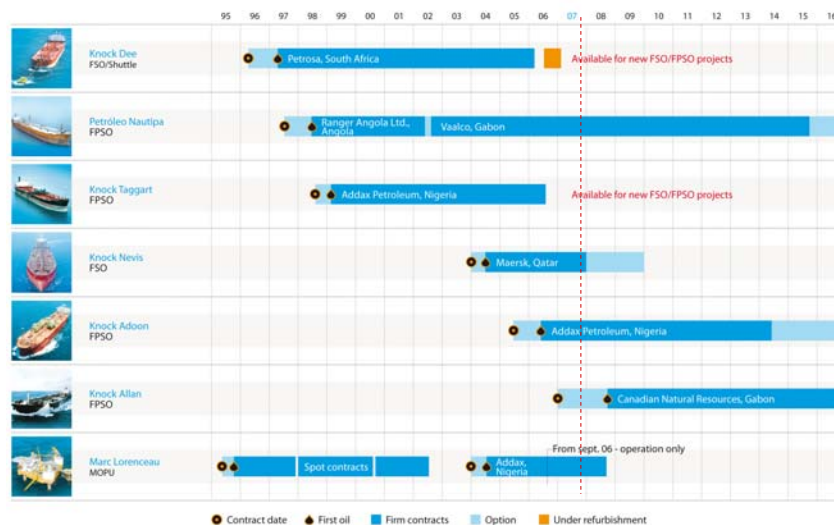 95 96 97 98 99 00 01 02 03 04 05 06 07 08 09 10 11 12 13 14 15 16
Knock Dee
FSO/Shuttle
Petrosa, South Africa
Available for new FSO/FPSO projects
Petróleo Nautipa
FPSO
Ranger Angola Ltd.,
Angola
Vaalco, Gabon
Knock Taggart
FPSO
Addax Petroleum, Nigeria
Available for new FSO/FPSO projects
Knock Nevis
FSO
Maersk, Qatar
Knock Adoon
FPSO
Addax Petroleum, Nigeria
Knock Allan
FPSO
Canadian Natural Resources, Gabon
Marc Lorenceau
MOPU
Spot contracts
Addax,
Nigeria
From sept. 06 - operation only
Contract date First oil Firm contracts Option Under refurbishment